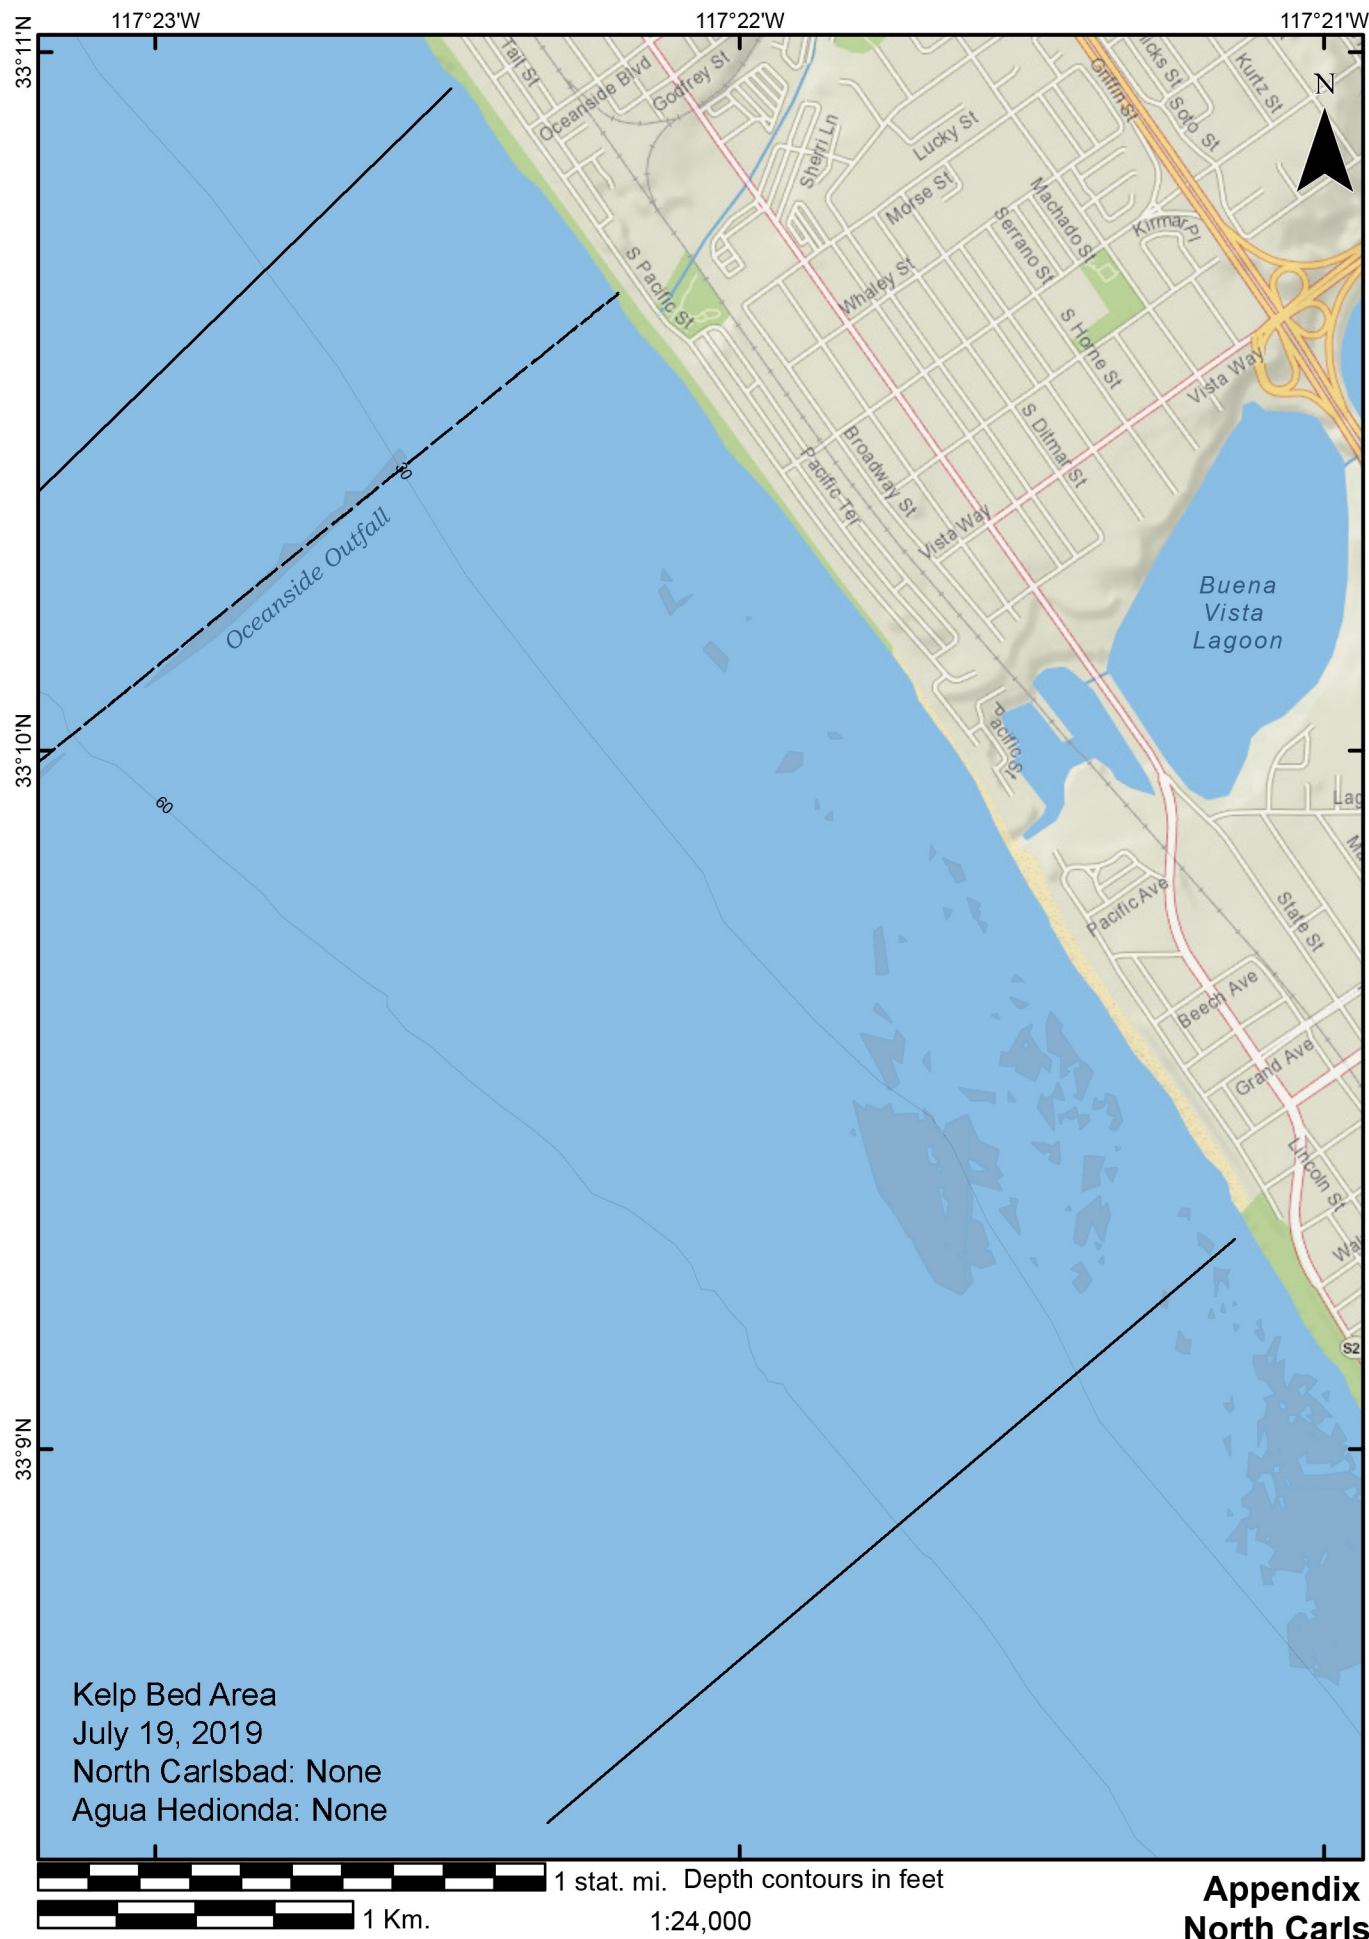 117°23'W
117°22'W
117°21'W
33°11'N
33°10'N
33°9'N
N
Tait St
Oceanside Blvd
Godfrey St
Sherri Ln
Lucky St
Morse St
Griffin St
Soto St
Kurtz St
Machado St
Serrano St
Kirmar Pl
S Pacific St
Whaley St
S Horne St
Vista Way
S Ditmar St
Broadway St
Pacific Ter
Vista Way
30
Oceanside Outfall
Buena
Vista
Lagoon
Pacific St
60
Pacific Ave
State St
Beech Ave
Grand Ave
Lincoln St
S2
Kelp Bed Area
July 19, 2019
North Carlsbad: None
Agua Hedionda: None
1 stat. mi. Depth contours in feet
1 Km.
1:24,000
Appendix
North Carls